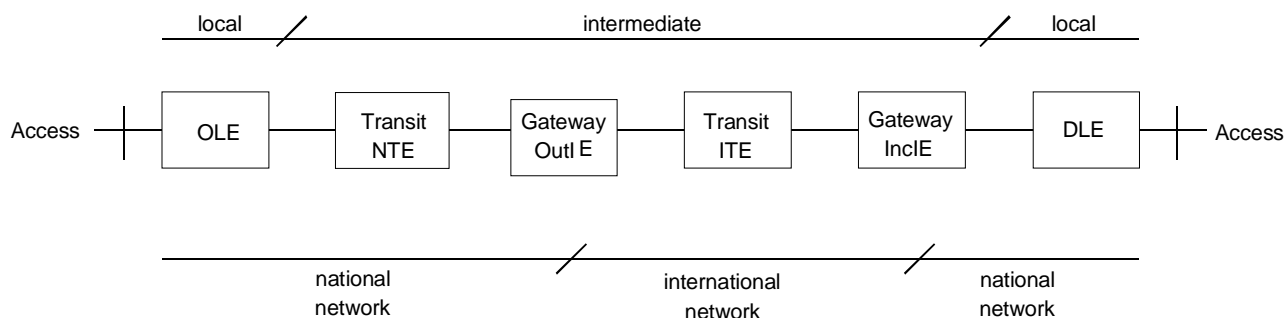 local
intermediate
local
Access
OLE
Transit
NTE
Gateway
OutIE
Transit
ITE
Gateway
IncIE
DLE
Access
national
network
international
network
national
network